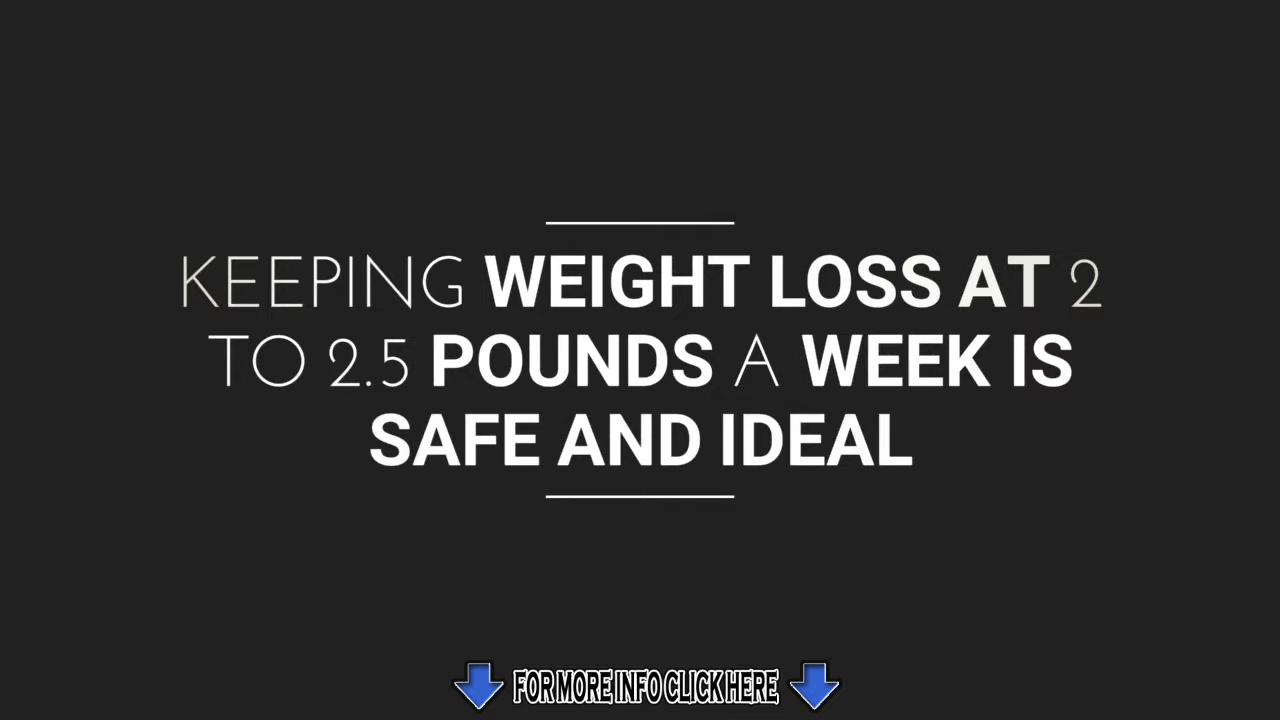 KEEPING WEIGHT LOSS AT 2
TO 2.5 POUNDS A WEEK IS
SAFE AND IDEAL
FOR MORE INFO CLICK HERE